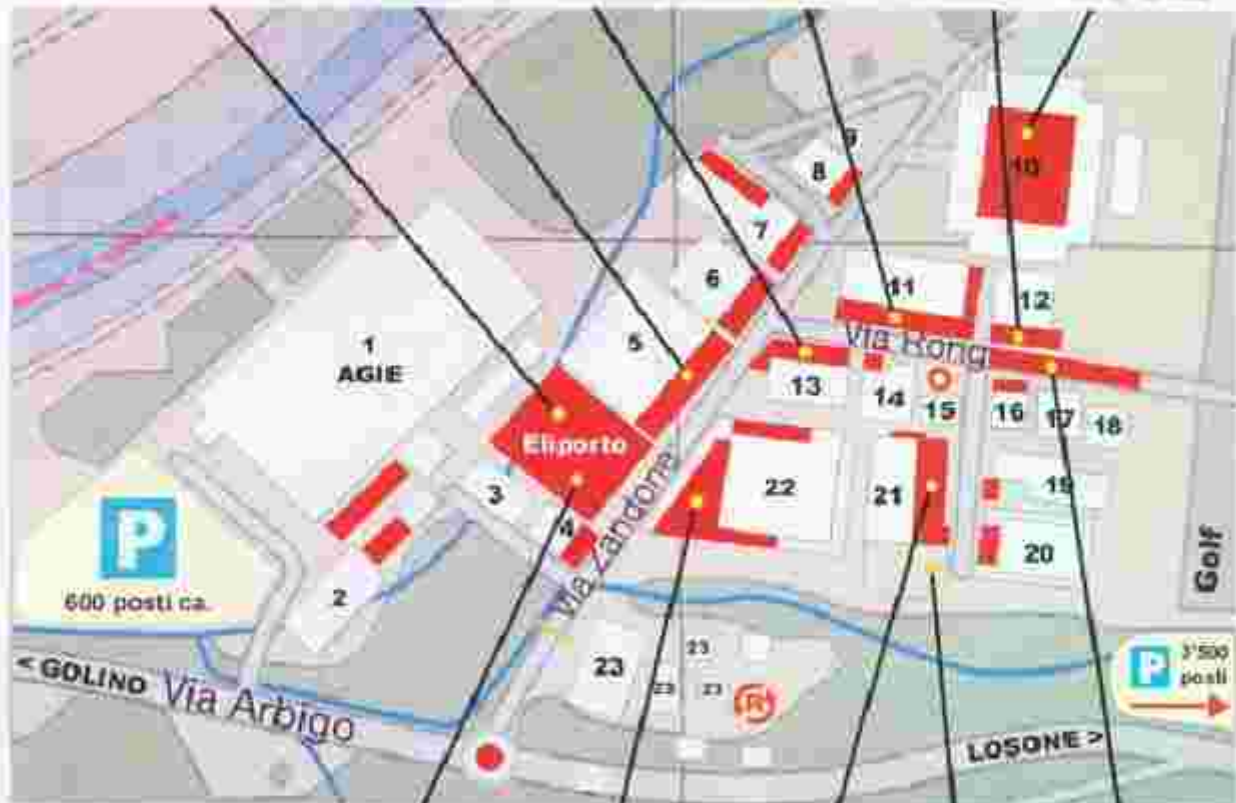 9
8
10
7
6
11
12
5
1
AGIE
Via Rong
13
14
15
16
17
18
Eliporto
3
22
21
19
4
Via Zandone
20
Golf
P
600 posti ca.
2
< GOLINO
Via Arbigo
23
23
23
23
R
P
3'500
posti
LOSONE >